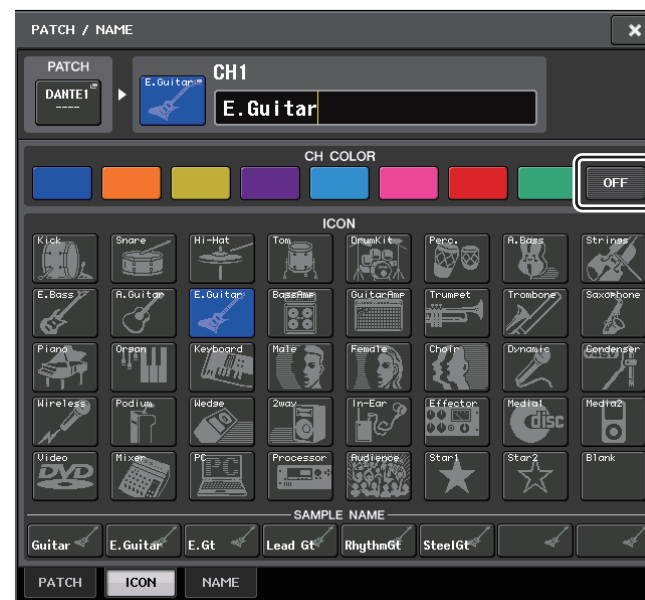 PATCH / NAME
PATCH
DANTE1
----
E.Guitar
CH1
E.Guitar
CH COLOR
OFF
ICON
Kick Snare Hi-Hat Tom DrumKit Perc. A.Bass Strings
E.Bass A.Guitar E.Guitar BassAmp GuitarAmp Trumpet Trombone Saxophone
Piano Organ Keyboard Male Female Choir Dynamic Condenser
Wireless Podium Wedge 2way In-Ear Effector Media1 Media2
disc
Video Mixer PC Processor Audience Star1 Star2 Blank
DVD PC
SAMPLE NAME
Guitar E.Guitar E.Gt Lead Gt RhythmGt SteelGt
PATCH ICON NAME